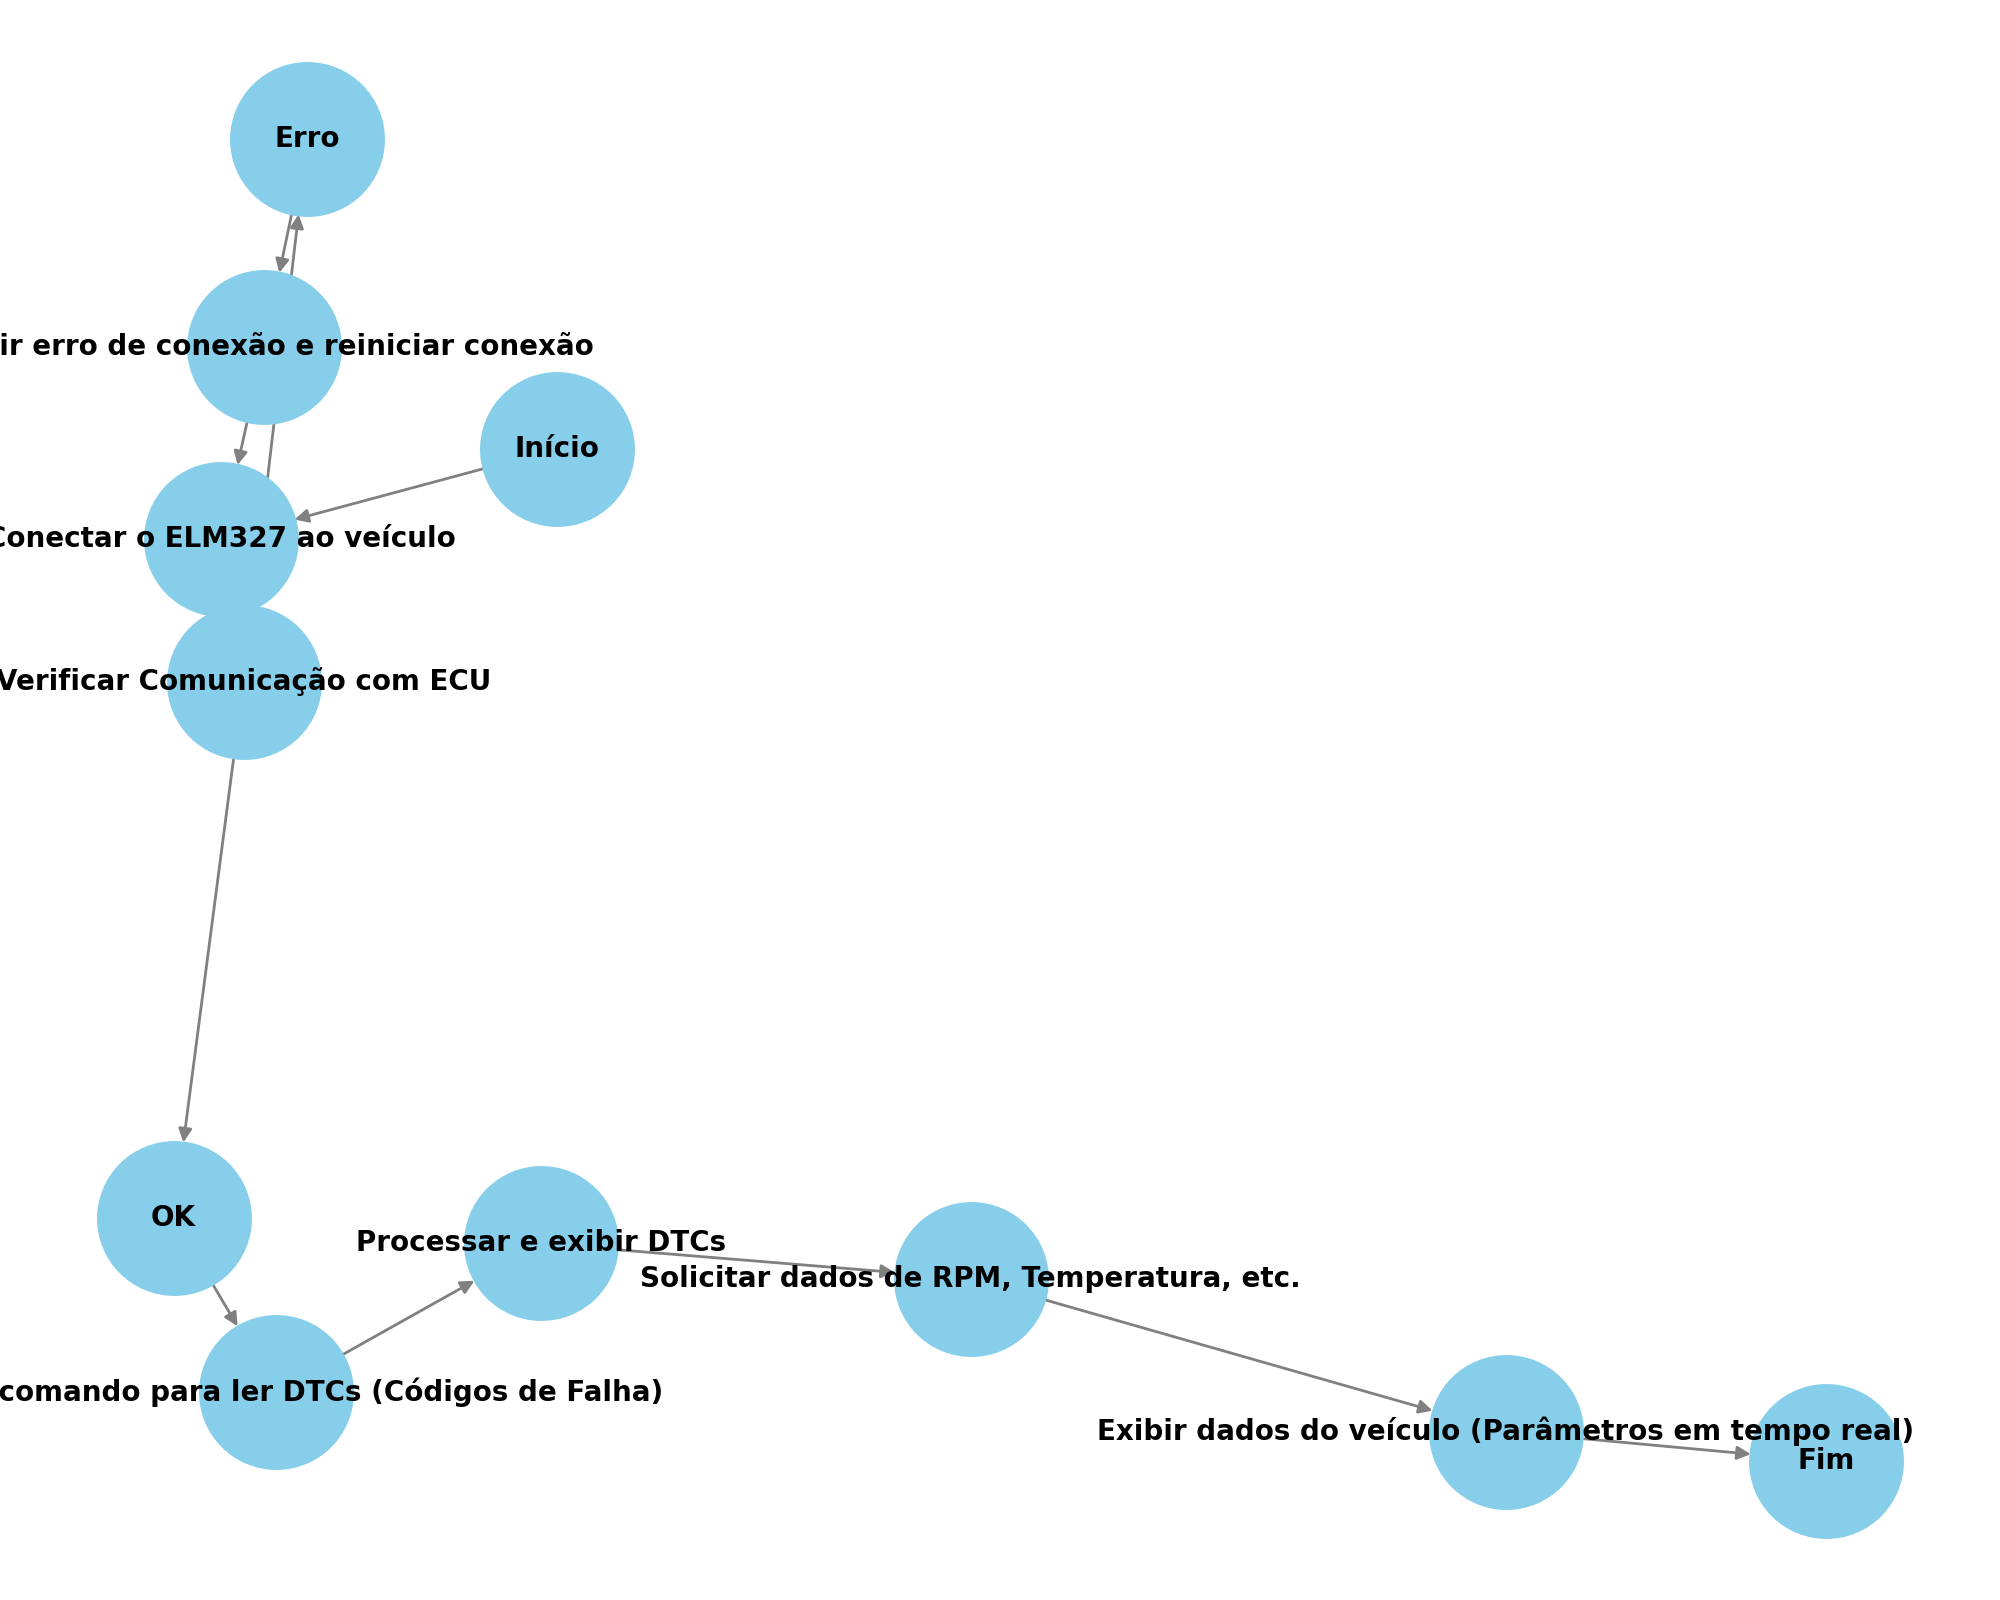 Erro
ir erro de conexão e reiniciar conexão
Início
Conectar o ELM327 ao veículo
Verificar Comunicação com ECU
OK
Processar e exibir DTCs
Solicitar dados de RPM, Temperatura, etc.
comando para ler DTCs (Códigos de Falha)
Exibir dados do veículo (Parâmetros em tempo real)
Fim